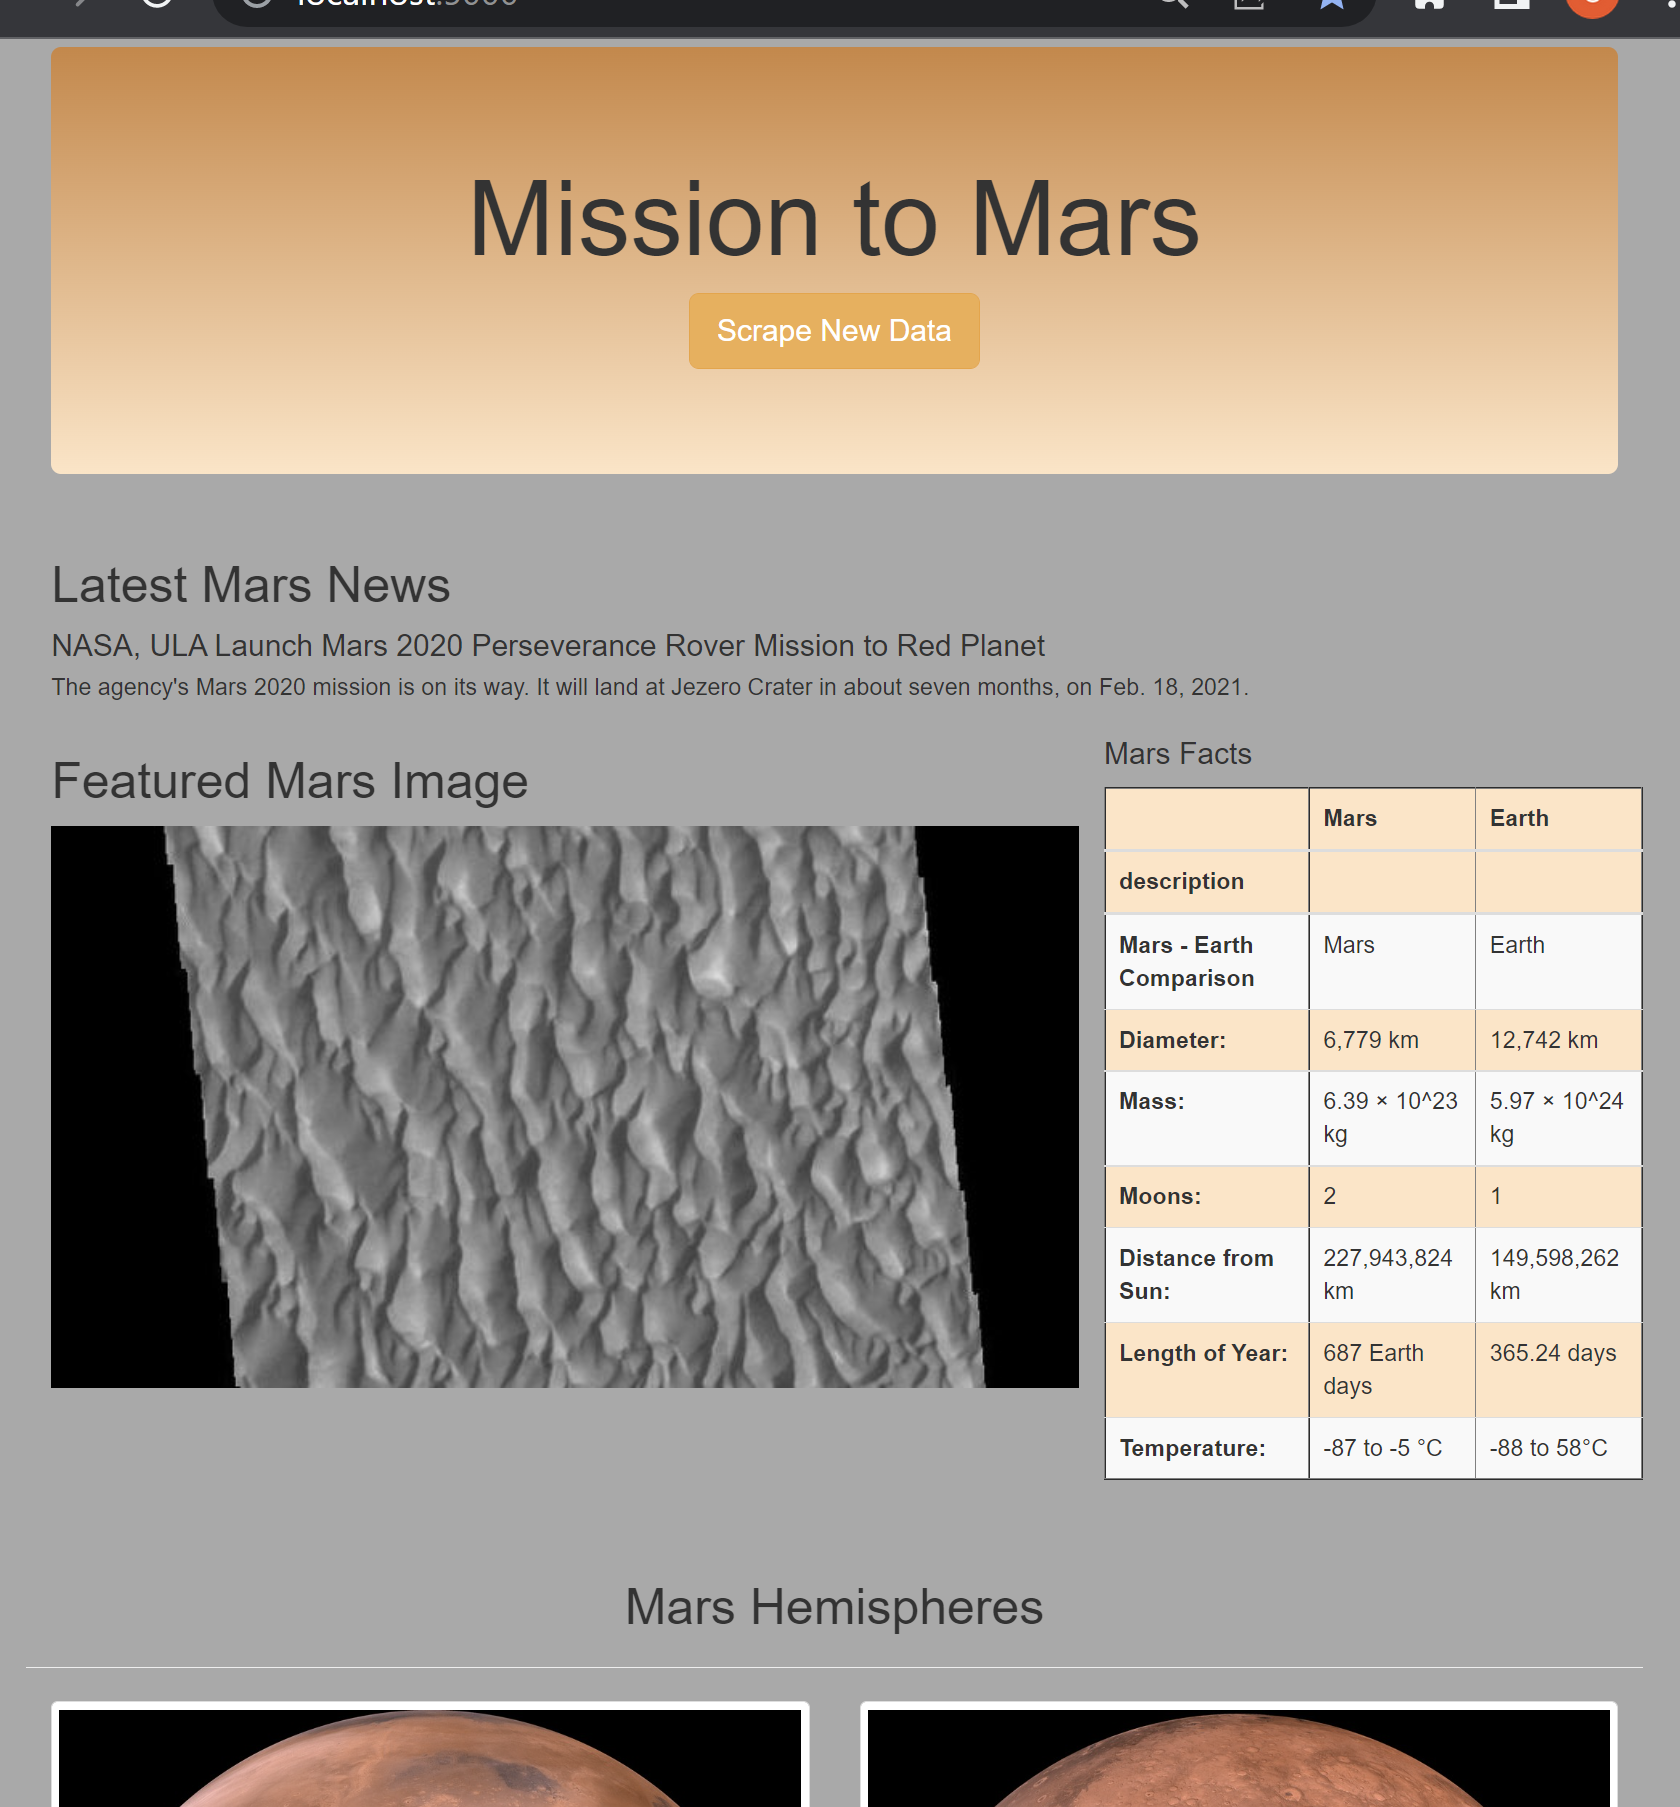 Mission to Mars
Scrape New Data
Latest Mars News
NASA, ULA Launch Mars 2020 Perseverance Rover Mission to Red Planet
The agency's Mars 2020 mission is on its way. It will land at Jezero Crater in about seven months, on Feb. 18, 2021.
Featured Mars Image
Mars Facts
Mars Earth
description
Mars - Earth Mars Earth
Comparison
Diameter: 6,779 km 12,742 km
Mass: 6.39 × 10^23 5.97 × 10^24
kg kg
Moons: 2 1
Distance from 227,943,824 149,598,262
Sun: km km
Length of Year: 687 Earth 365.24 days
days
Temperature: -87 to -5 °C -88 to 58°C
Mars Hemispheres